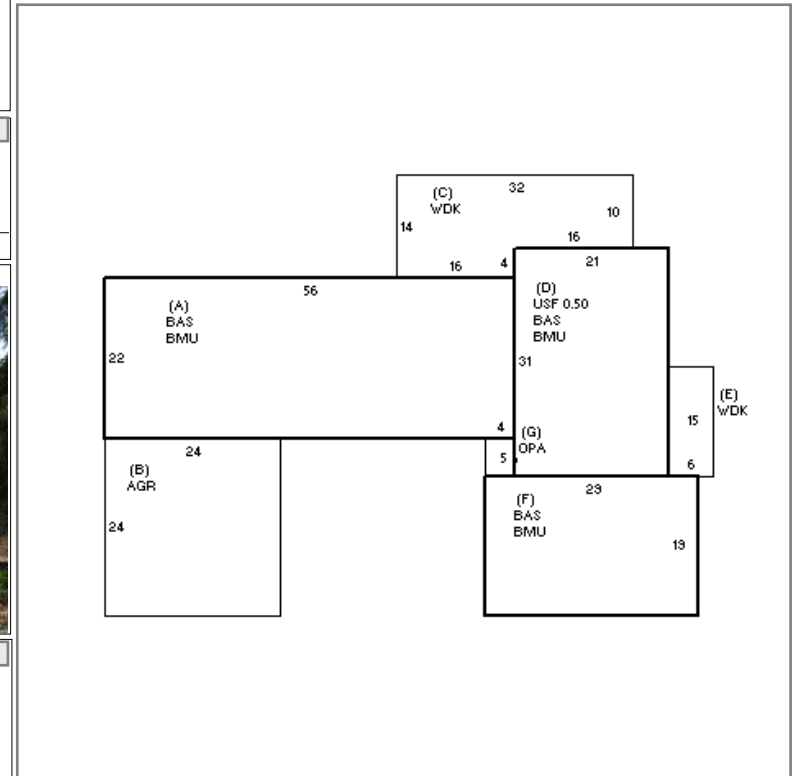 (C)
WDK
32
10
14
16
16
4
(A)
BAS
BMU
56
22
(D)
USF 0.50
BAS
BMU
21
31
(E)
WDK
15
6
4
(G)
OPA
5
(B)
AGR
24
24
(F)
BAS
BMU
29
19